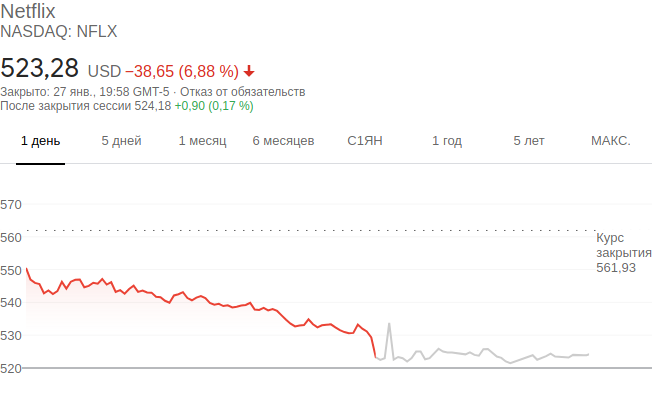 Netflix
NASDAQ: NFLX
523,28 USD −38,65 (6,88 %)
Закрыто: 27 янв., 19:58 GMT-5 · Отказ от обязательств
После закрытия сессии 524,18 +0,90 (0,17 %)
1 день 5 дней 1 месяц 6 месяцев С1ЯН 1 год 5 лет МАКС.
570
560
Курс
закрытия
561,93
550
540
530
520